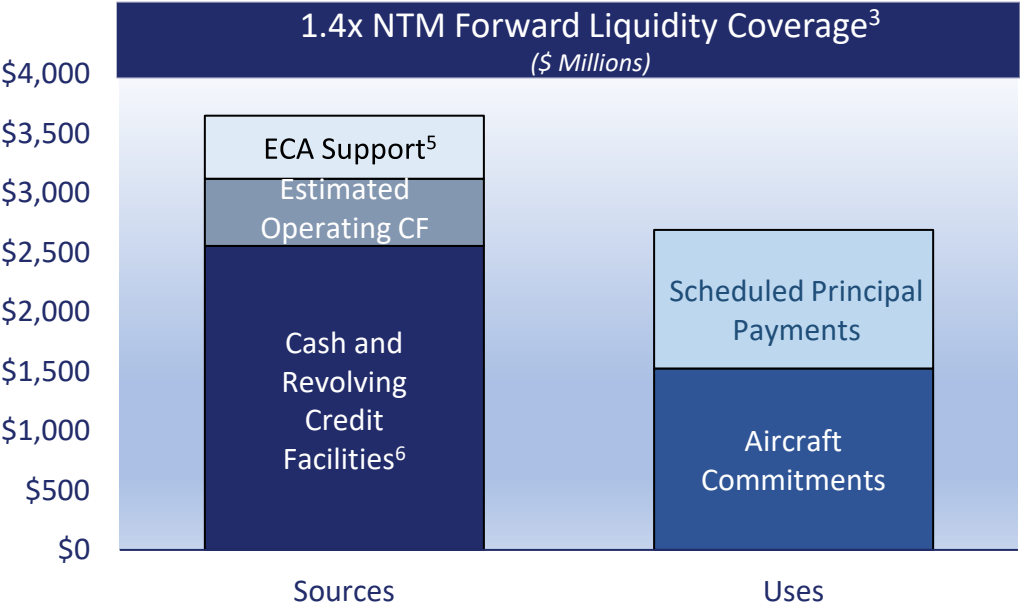 1.4x NTM Forward Liquidity Coverage³
($ Millions)
$4,000
$3,500
$3,000
$2,500
$2,000
$1,500
$1,000
$500
$0
ECA Support⁵
Estimated
Operating CF
Cash and
Revolving
Credit
Facilities⁶
Scheduled Principal
Payments
Aircraft
Commitments
Sources
Uses